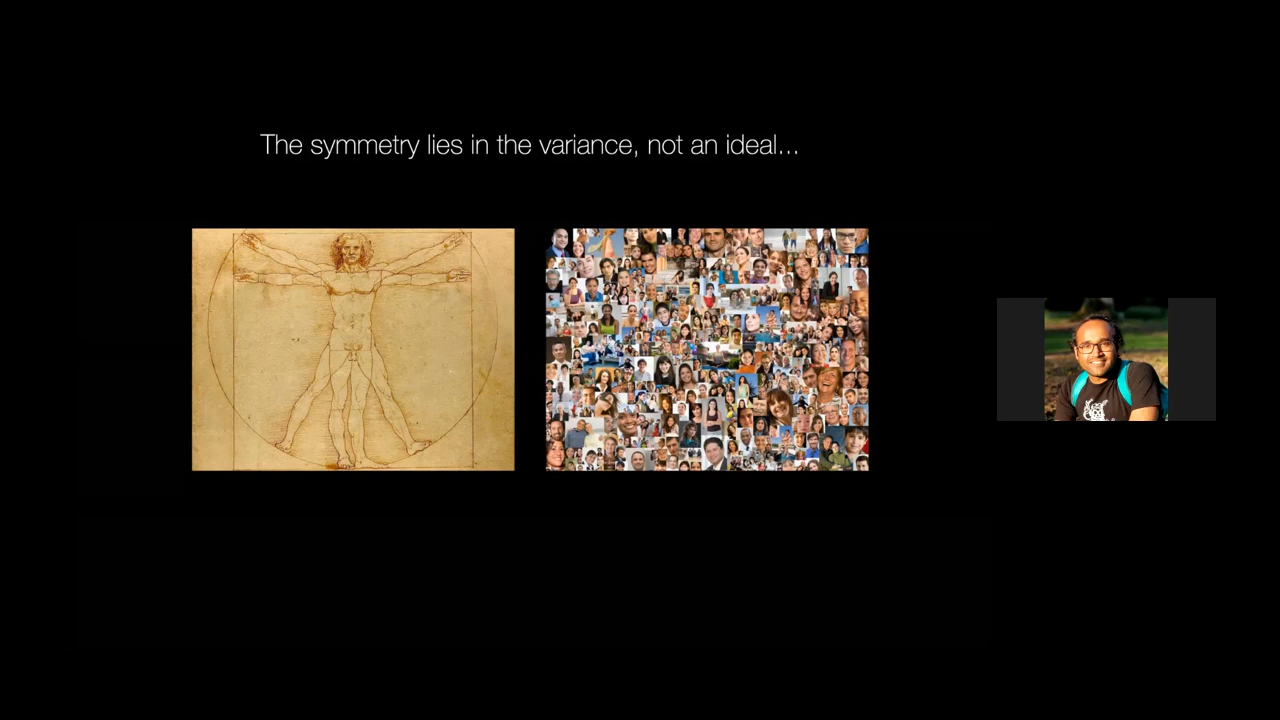 The symmetry lies in the variance, not an ideal...